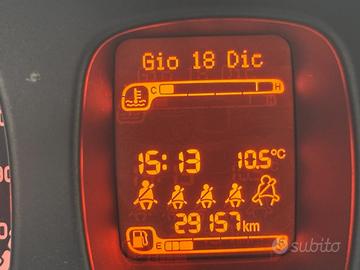 Gio 18 Dic
C H
15:13 10.5°C
29157km
E F
subito